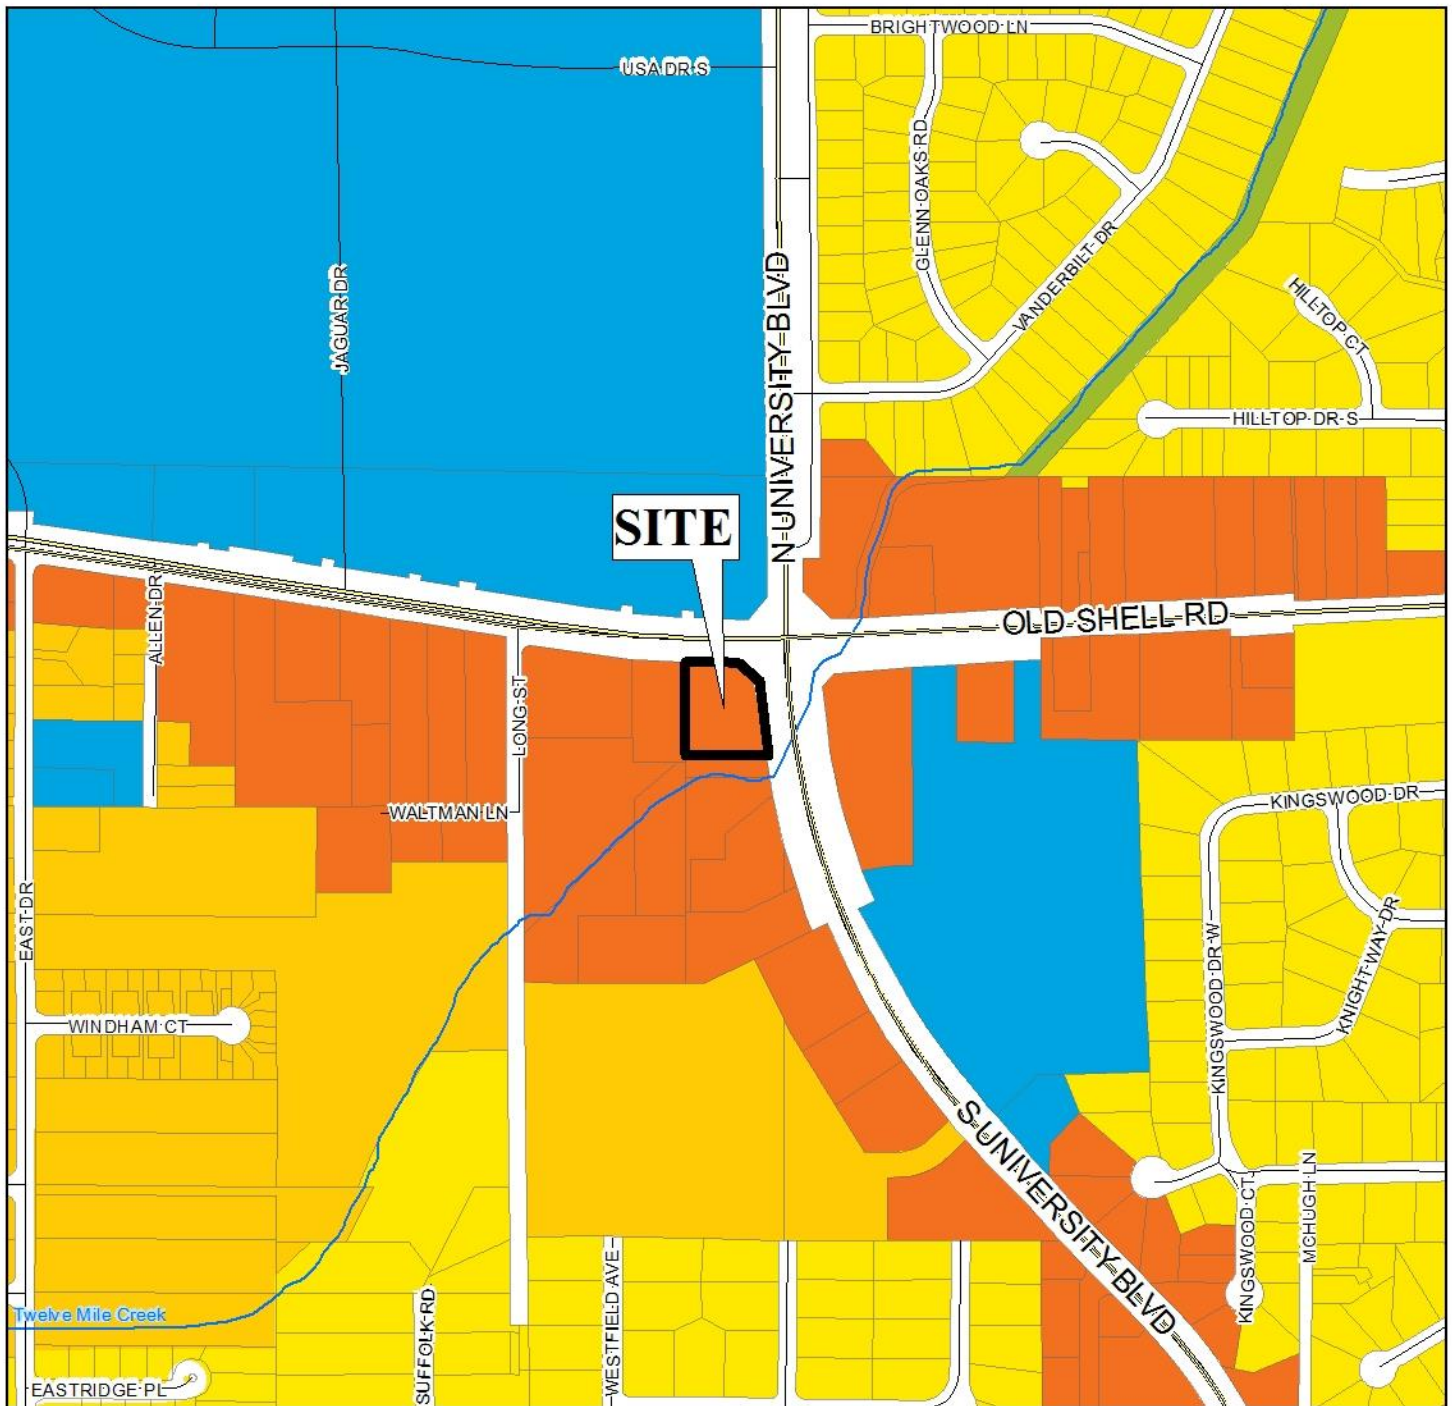 BRIGHTWOOD LN
USA DR S
GLENN OAKS RD
VANDERBILT DR
JAGUAR DR
N UNIVERSITY BLVD
HILLTOP CT
HILLTOP DR S
SITE
OLD SHELL RD
ALLEN DR
LONG ST
WALTMAN LN
KINGSWOOD DR
EAST DR
KINGSWOOD DR W
KNIGHT WAY DR
WINDHAM CT
S UNIVERSITY BLVD
KINGSWOOD CT
MCHUGH LN
WESTFIELD AVE
SUFFOLK RD
Twelve Mile Creek
EASTRIDGE PL